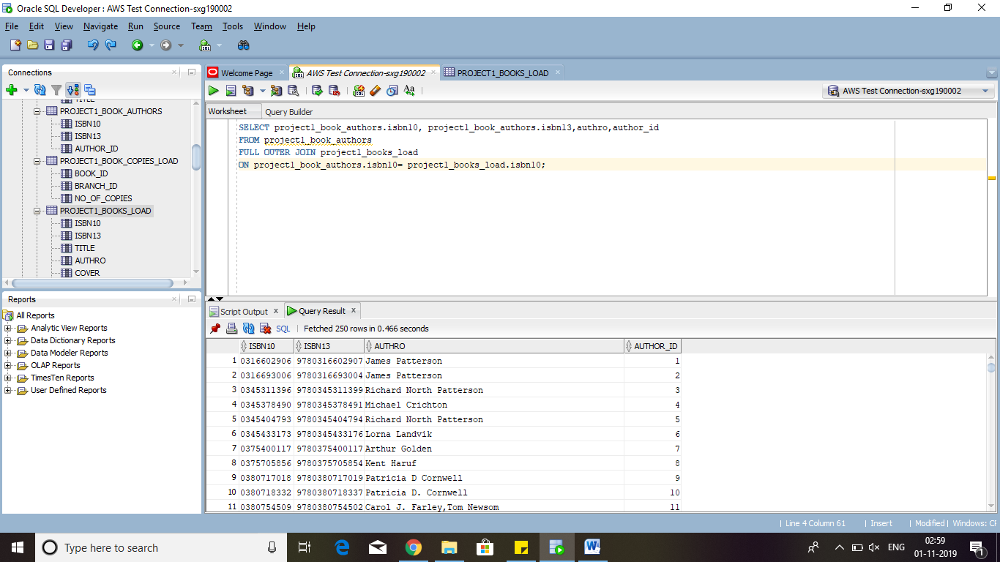 Oracle SQL Developer : AWS Test Connection-sxg190002
File Edit View Navigate Run Source Team Tools Window Help
Connections
TITLE
PROJECT1_BOOK_AUTHORS
ISBN10
ISBN13
AUTHOR_ID
PROJECT1_BOOK_COPIES_LOAD
BOOK_ID
BRANCH_ID
NO_OF_COPIES
PROJECT1_BOOKS_LOAD
ISBN10
ISBN13
TITLE
AUTHRO
COVER
Reports
All Reports
Analytic View Reports
Data Dictionary Reports
Data Modeler Reports
OLAP Reports
TimesTen Reports
User Defined Reports
Welcome Page
AWS Test Connection-sxg190002
PROJECT1_BOOKS_LOAD
AWS Test Connection-sxg190002
Worksheet Query Builder
SELECT project1_book_authors.isbn10, project1_book_authors.isbn13,authro,author_id
FROM project1_book_authors
FULL OUTER JOIN project1_books_load
ON project1_book_authors.isbn10= project1_books_load.isbn10;
Script Output Query Result
SQL Fetched 250 rows in 0.466 seconds
ISBN10 ISBN13 AUTHRO AUTHOR_ID
1 0316602906 9780316602907 James Patterson 1
2 0316693006 9780316693004 James Patterson 2
3 0345311396 9780345311399 Richard North Patterson 3
4 0345378490 9780345378491 Michael Crichton 4
5 0345404793 9780345404794 Richard North Patterson 5
6 0345433173 9780345433176 Lorna Landvik 6
7 0375400117 9780375400117 Arthur Golden 7
8 0375705856 9780375705854 Kent Haruf 8
9 0380717018 9780380717019 Patricia D Cornwell 9
10 0380718332 9780380718337 Patricia D. Cornwell 10
11 0380754509 9780380754502 Carol J. Farley,Tom Newsom 11
Line 4 Column 61 Insert Modified Windows: CF
Type here to search
ENG
02:59
01-11-2019
1